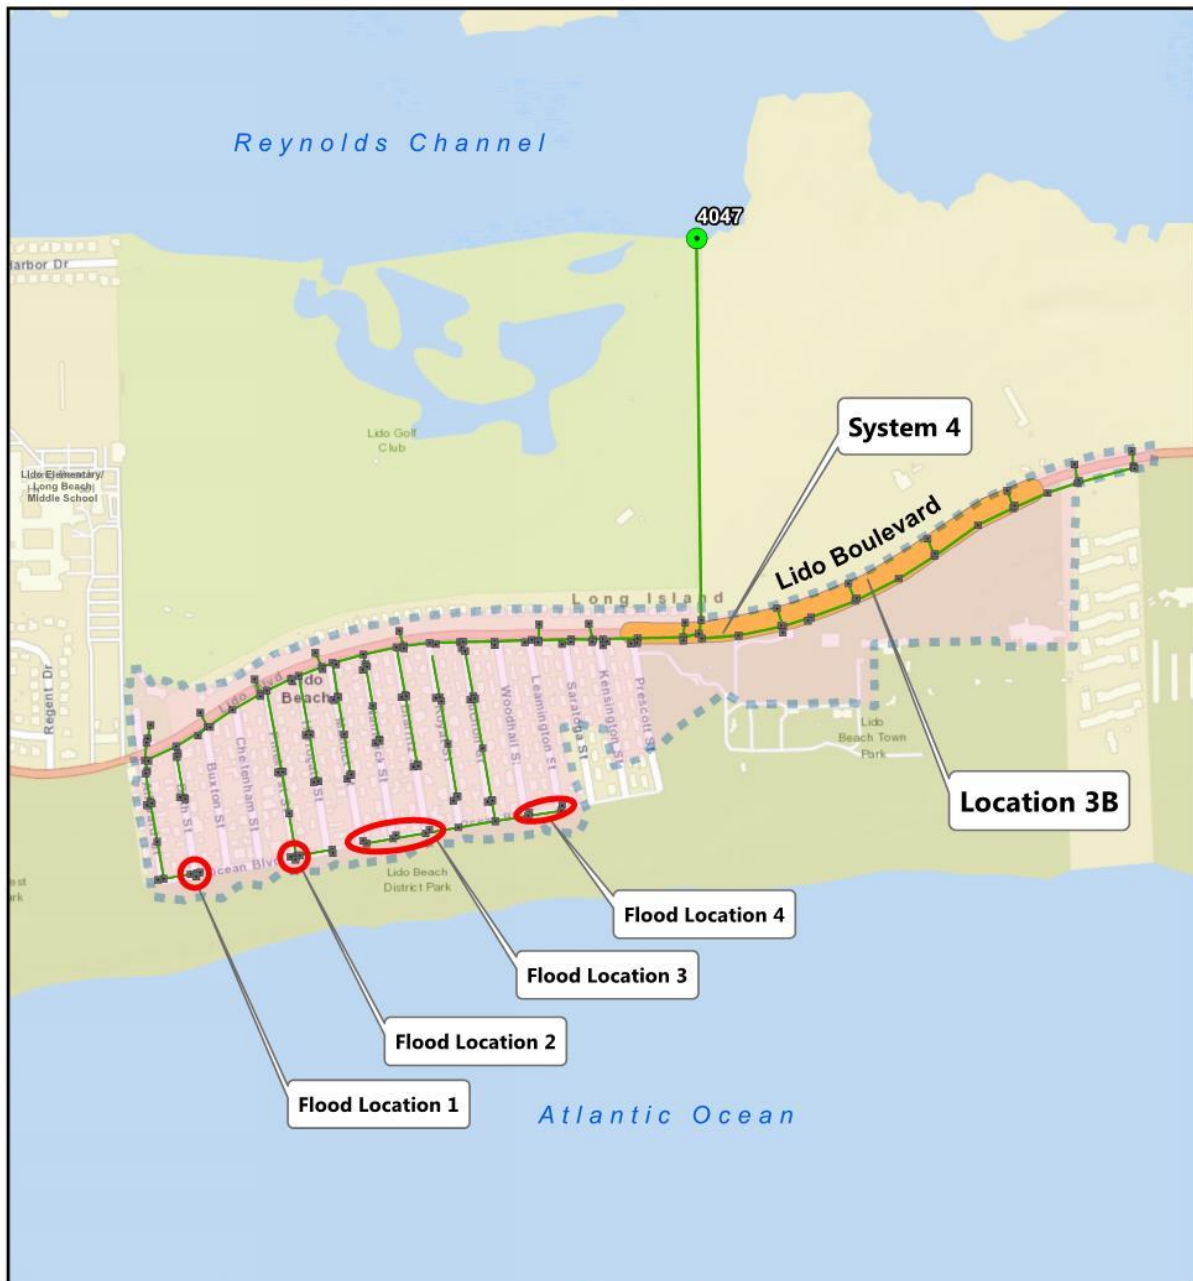 Reynolds Channel
4047
arbor Dr
Lido Golf
Club
System 4
Lido Elementary/
Long Beach
Middle School
Lido Boulevard
Long Island
Lido Blvd
Lido
Beach
Regent Dr
Buxton St
Cheltenham St
Woodhall St
Leamington St
Saratoga St
Kensington St
Prescott St
Lido
Beach Town
Park
Location 3B
Ocean Blvd
Lido Beach
District Park
Flood Location 4
Flood Location 3
Flood Location 2
Flood Location 1
Atlantic Ocean